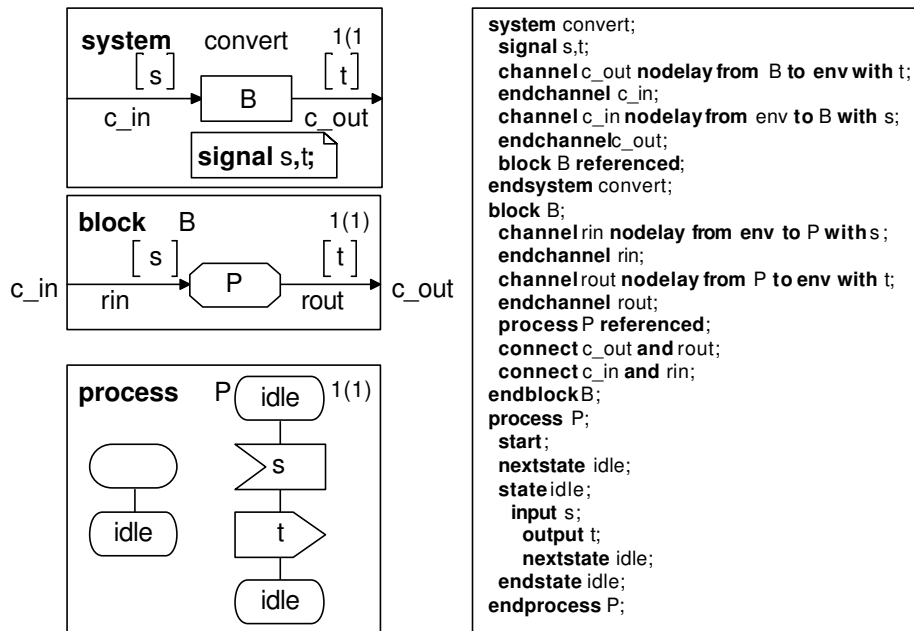 system convert 1(1
[s] [t]
B
c_in c_out
signal s,t;
block B 1(1)
[s] [t]
c_in P c_out
rin rout
process P idle 1(1)
s
idle t
idle
system convert;
signal s,t;
channel c_out nodelay from B to env with t;
endchannel c_in;
channel c_in nodelay from env to B with s;
endchannel c_out;
block B referenced;
endsystem convert;
block B;
channel rin nodelay from env to P with s;
endchannel rin;
channel rout nodelay from P to env with t;
endchannel rout;
process P referenced;
connect c_out and rout;
connect c_in and rin;
endblock B;
process P;
start;
nextstate idle;
state idle;
input s;
output t;
nextstate idle;
endstate idle;
endprocess P;